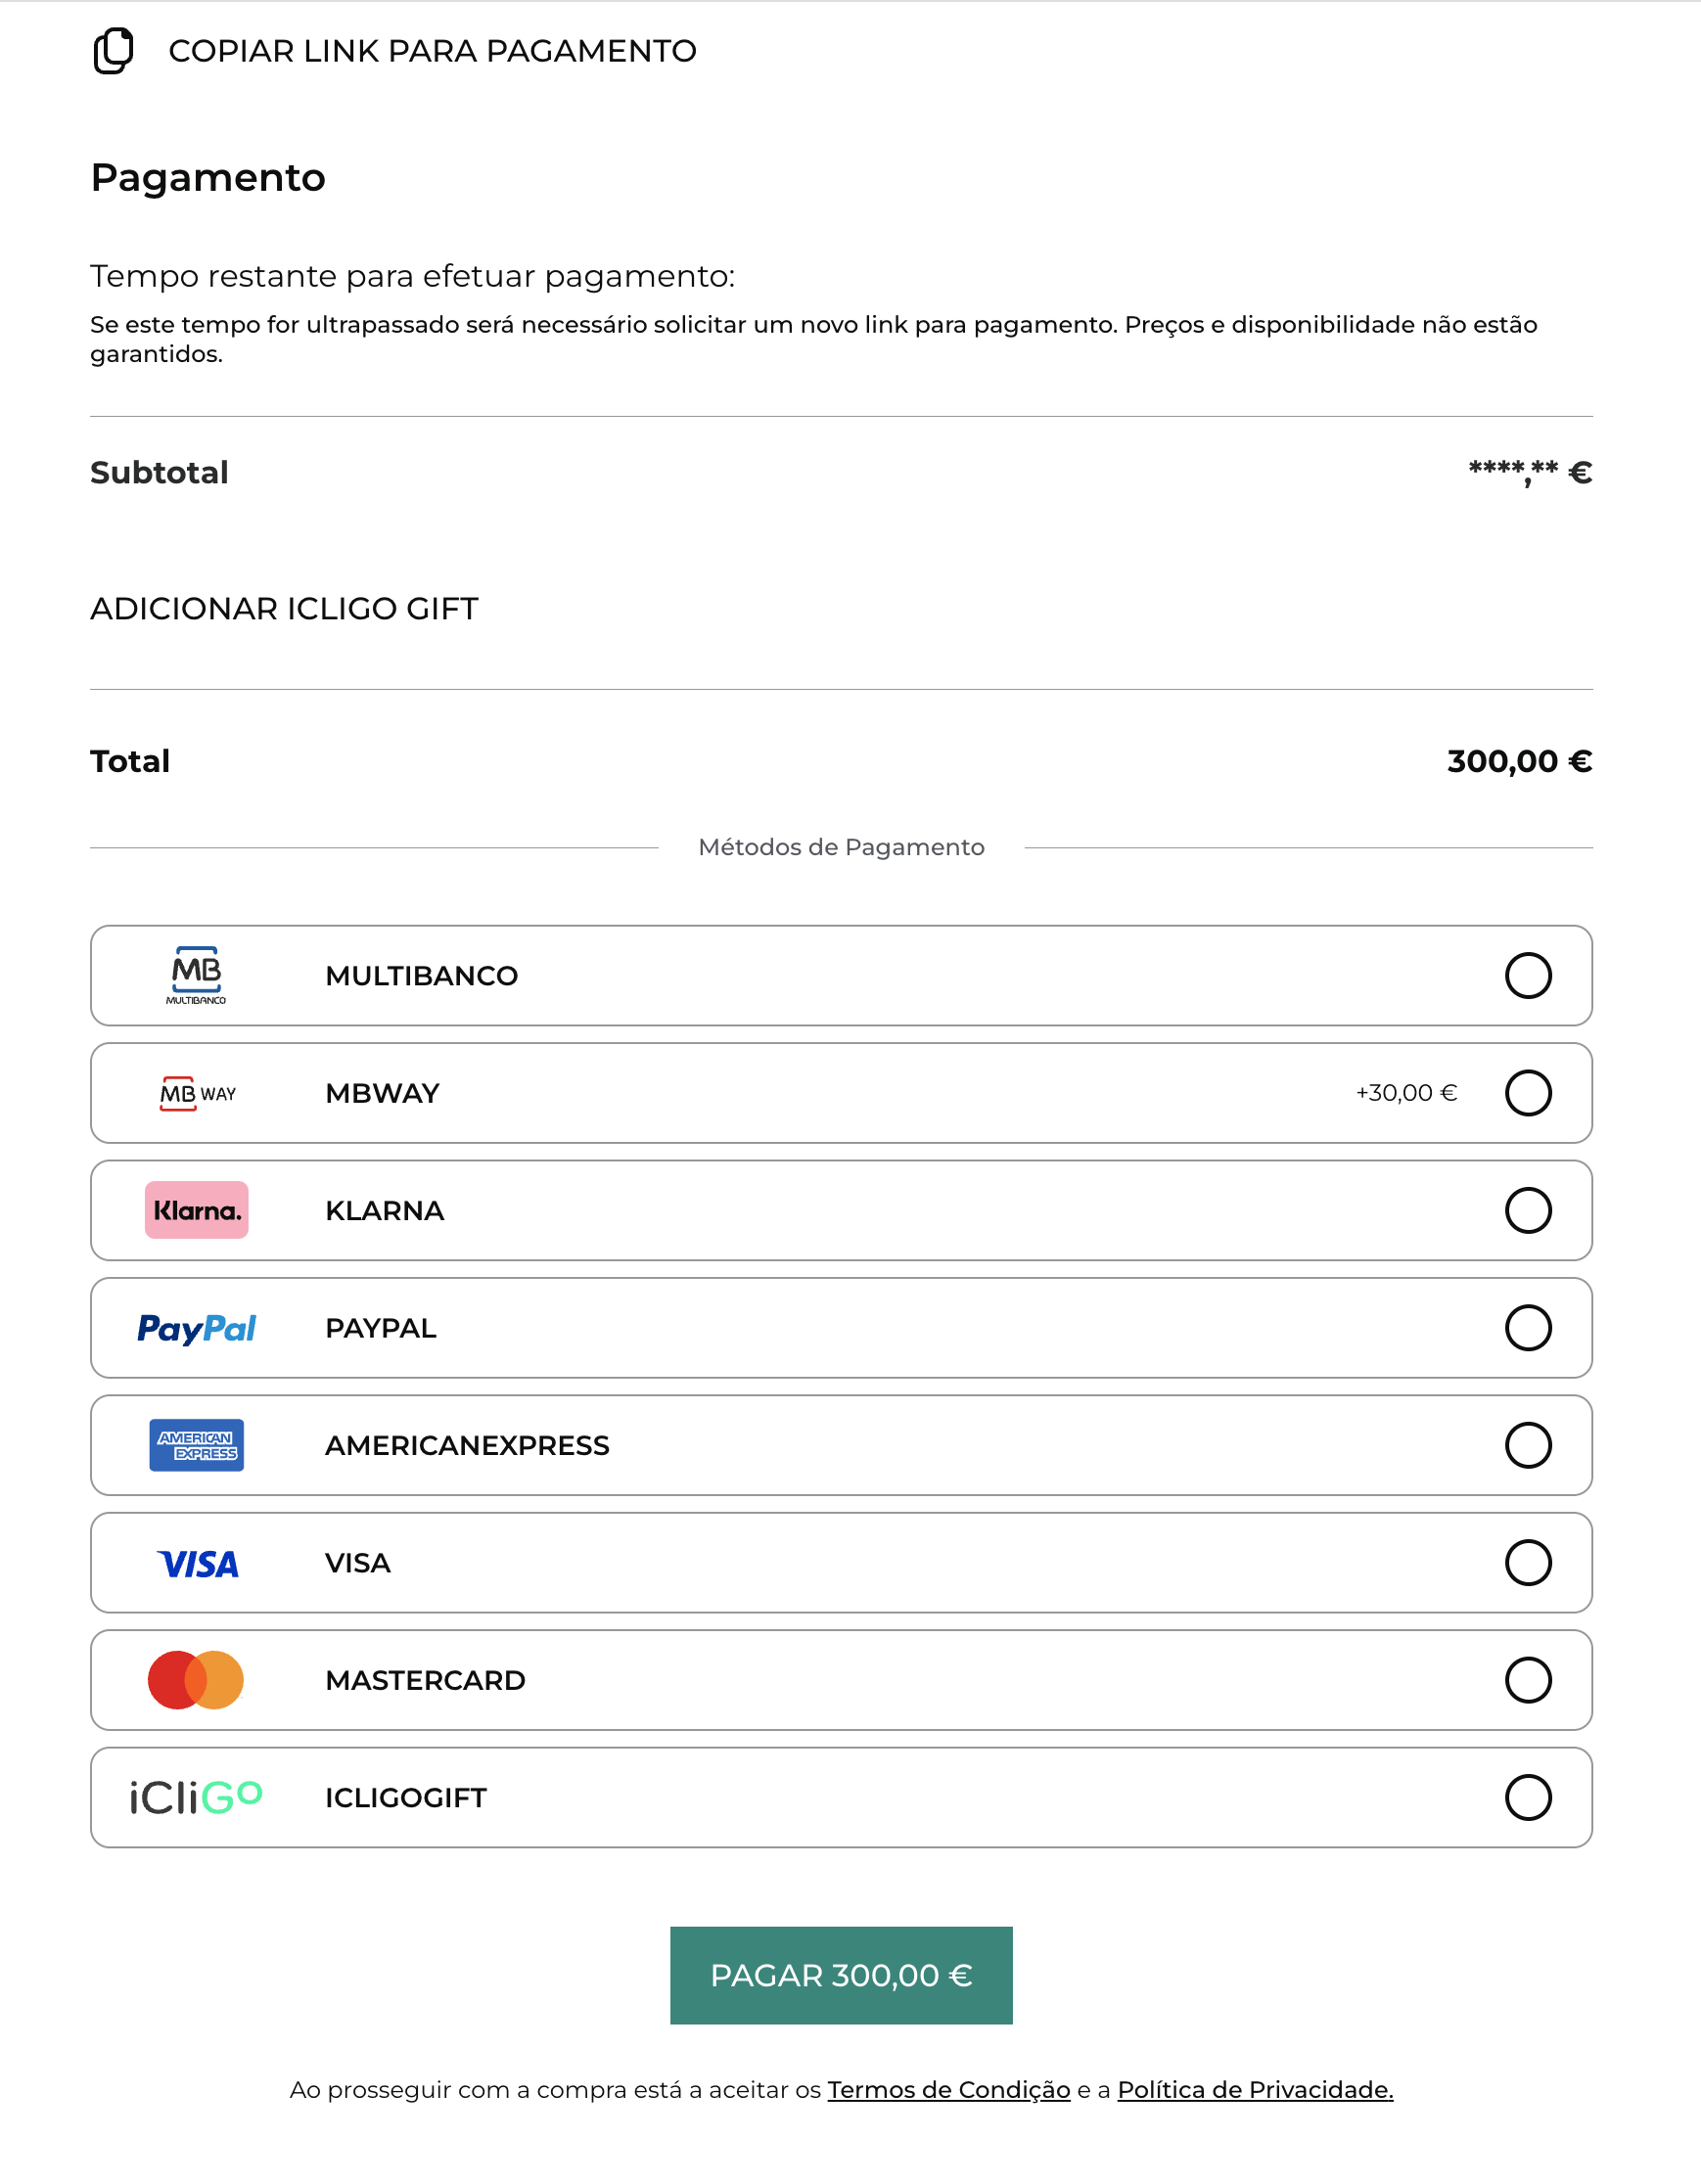 COPIAR LINK PARA PAGAMENTO
Pagamento
Tempo restante para efetuar pagamento:
Se este tempo for ultrapassado será necessário solicitar um novo link para pagamento. Preços e disponibilidade não estão
garantidos.
Subtotal ****,** €
ADICIONAR ICLIGO GIFT
Total 300,00 €
Métodos de Pagamento
MB MULTIBANCO MULTIBANCO
MB WAY MBWAY +30,00 €
Klarna. KLARNA
PayPal PAYPAL
AMERICAN EXPRESS AMERICANEXPRESS
VISA VISA
MASTERCARD
iCliGo ICLIGOGIFT
PAGAR 300,00 €
Ao prosseguir com a compra está a aceitar os Termos de Condição e a Política de Privacidade.